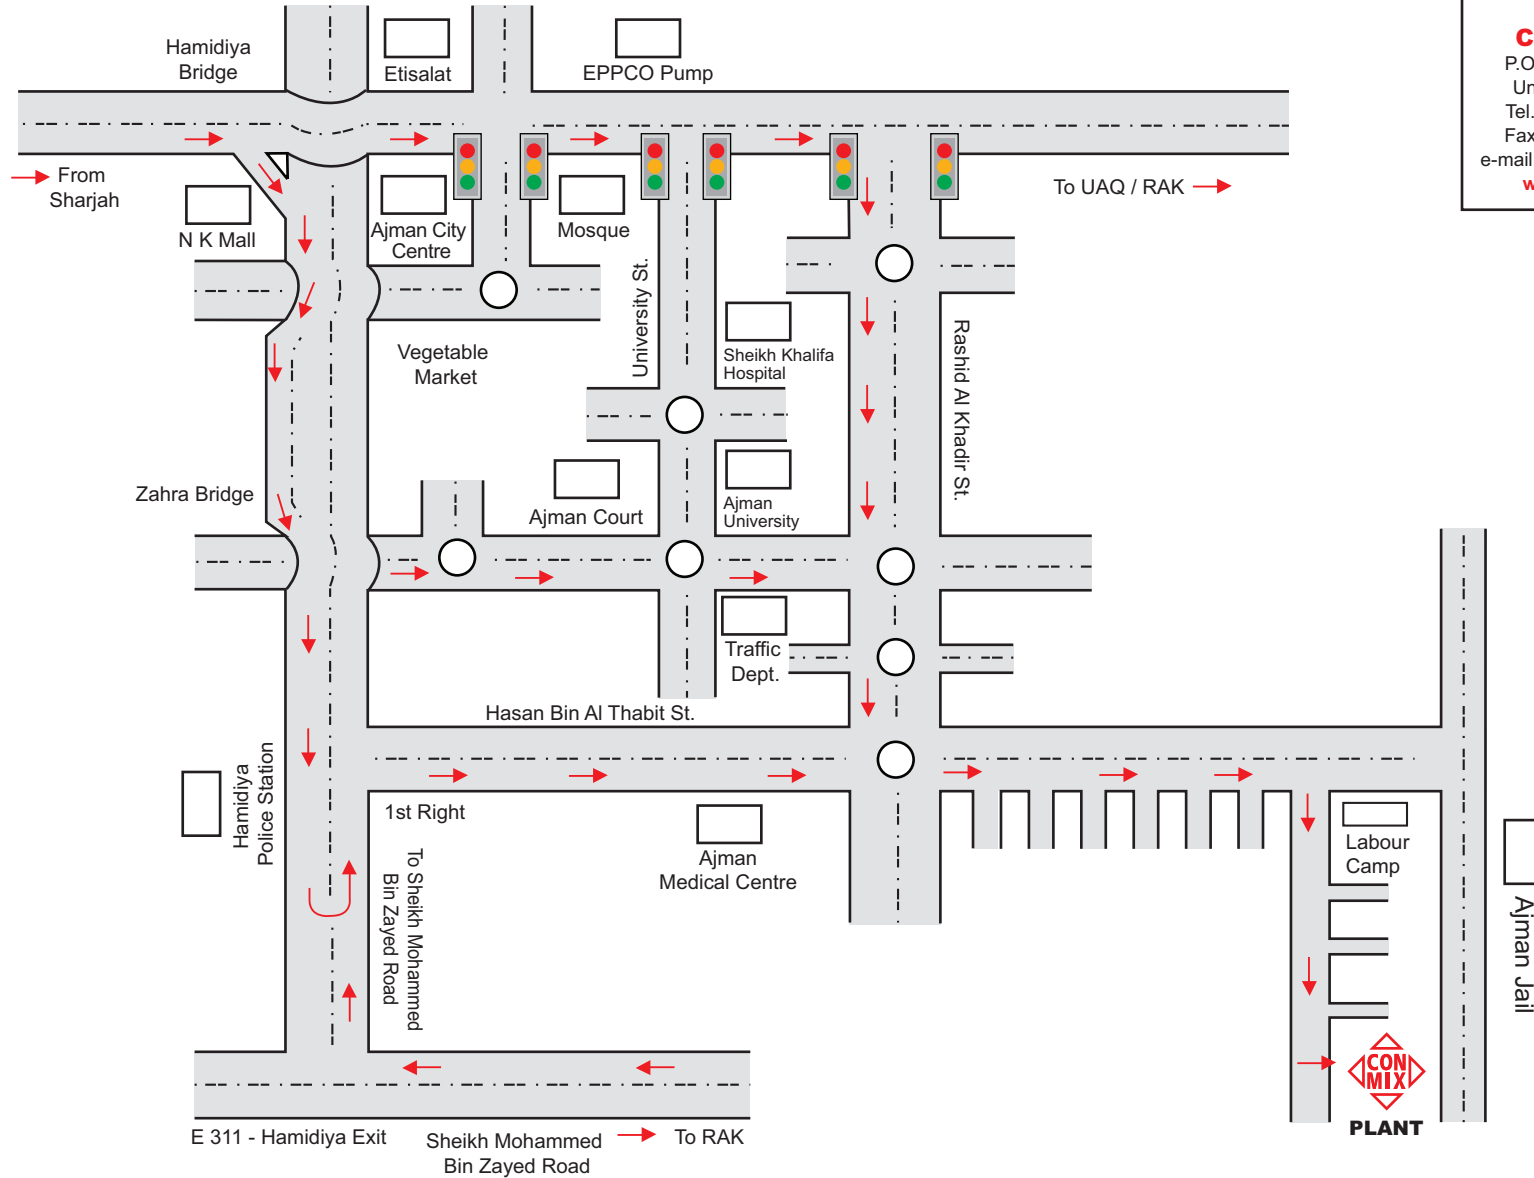 Hamidiya
Bridge
Etisalat
EPPCO Pump
C
P.O
Un
Tel.
Fax
e-mail
w
From
Sharjah
To UAQ / RAK
N K Mall
Ajman City
Centre
Mosque
University St.
Vegetable
Market
Sheikh Khalifa
Hospital
Rashid Al Khadir St.
Zahra Bridge
Ajman Court
Ajman
University
Traffic
Dept.
Hasan Bin Al Thabit St.
Hamidiya
Police Station
1st Right
To Sheikh Mohammed
Bin Zayed Road
Ajman
Medical Centre
Labour
Camp
Ajman Jail
CON
MIX
PLANT
E 311 - Hamidiya Exit
Sheikh Mohammed
Bin Zayed Road
To RAK